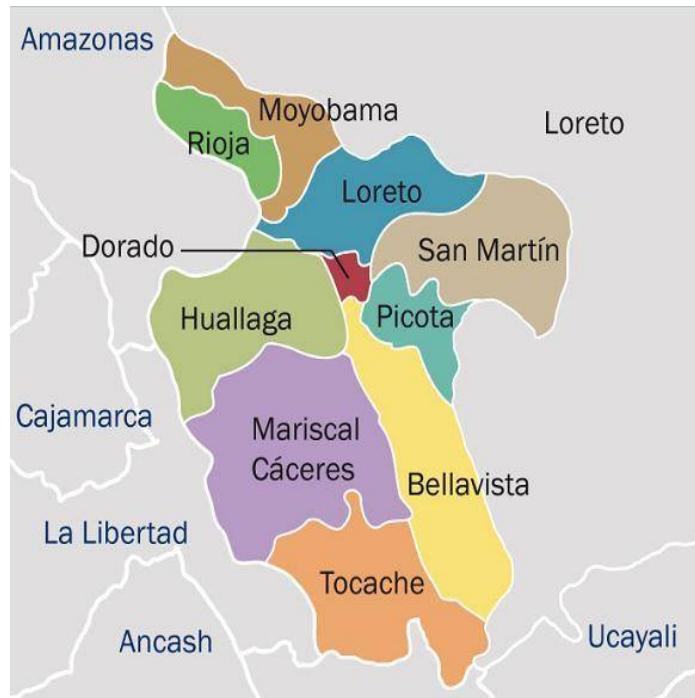 Amazonas
Moyobama
Loreto
Rioja
Loreto
Dorado
San Martín
Huallaga
Picota
Cajamarca
Mariscal
Cáceres
Bellavista
La Libertad
Tocache
Ancash
Ucayali